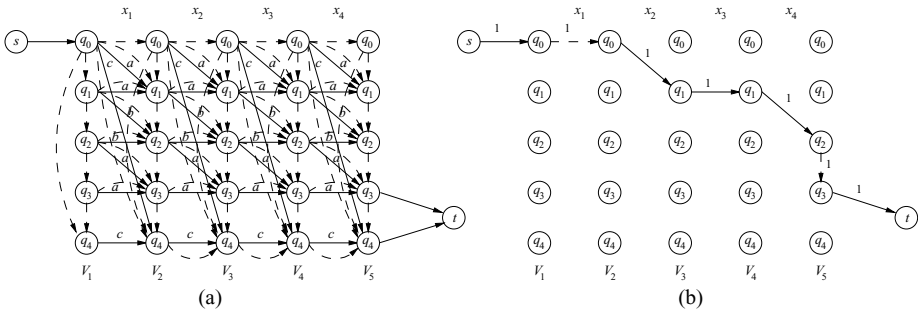 x1 x2 x3 x4 x1 x2 x3 x4
s q0 q0 q0 q0 q0 s 1 q0 1 q0 q0 q0 q0
c a c a c a c a 1
q1 a q1 a q1 a q1 a q1 q1 q1 q1 1 q1 q1
b b 1
q2 b q2 b q2 b q2 b q2 q2 q2 q2 q2 q2
a a a a 1
q3 a q3 a q3 a q3 a q3 q3 q3 q3 q3 q3 1
t t
q4 c q4 c q4 c q4 c q4 q4 q4 q4 q4 q4
V1 V2 V3 V4 V5 V1 V2 V3 V4 V5
(a) (b)